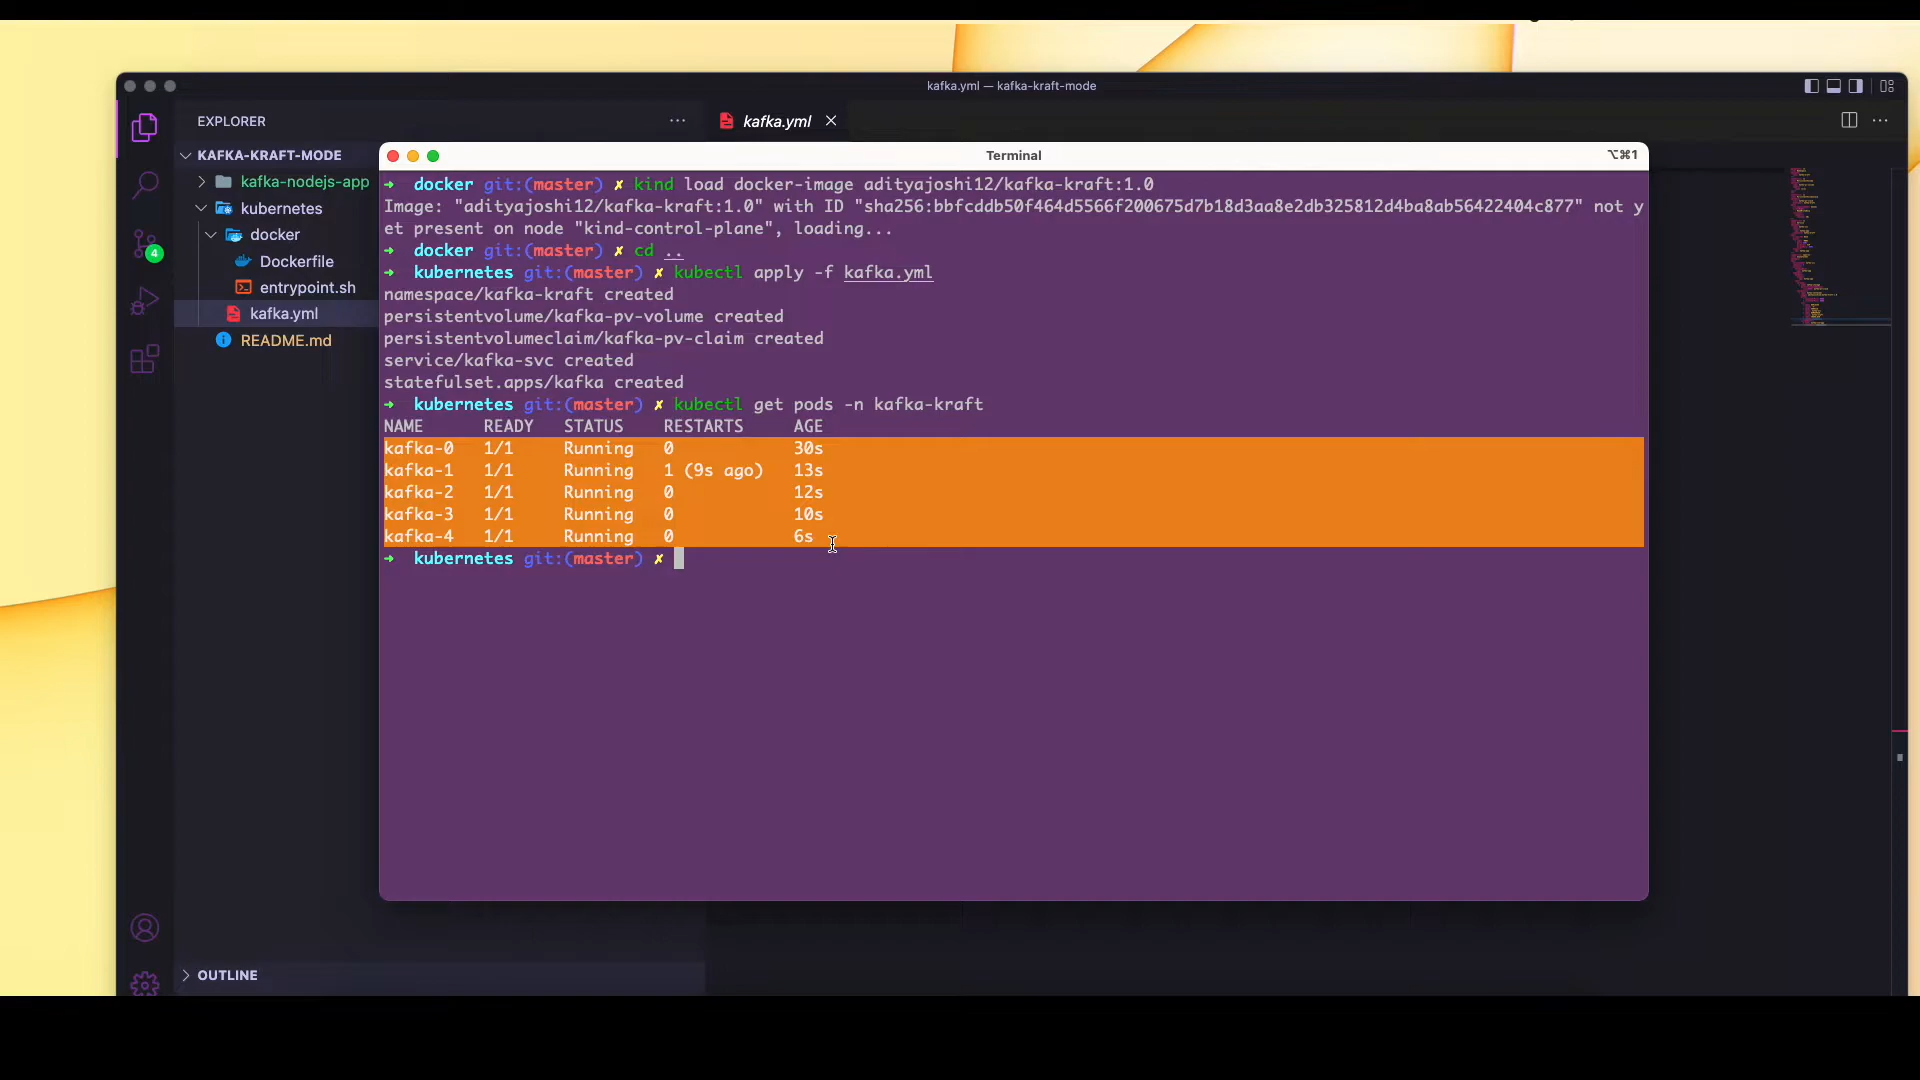 kafka.yml — kafka-kraft-mode
EXPLORER
kafka.yml
KAFKA-KRAFT-MODE
kafka-nodejs-app
kubernetes
docker
Dockerfile
entrypoint.sh
kafka.yml
README.md
4
OUTLINE
Terminal
⌥⌘1
➜ docker git:(master) ✗ kind load docker-image adityajoshi12/kafka-kraft:1.0
Image: "adityajoshi12/kafka-kraft:1.0" with ID "sha256:bbfcddb50f464d5566f200675d7b18d3aa8e2db325812d4ba8ab56422404c877" not y
et present on node "kind-control-plane", loading...
➜ docker git:(master) ✗ cd ..
➜ kubernetes git:(master) ✗ kubectl apply -f kafka.yml
namespace/kafka-kraft created
persistentvolume/kafka-pv-volume created
persistentvolumeclaim/kafka-pv-claim created
service/kafka-svc created
statefulset.apps/kafka created
➜ kubernetes git:(master) ✗ kubectl get pods -n kafka-kraft
NAME READY STATUS RESTARTS AGE
kafka-0 1/1 Running 0 30s
kafka-1 1/1 Running 1 (9s ago) 13s
kafka-2 1/1 Running 0 12s
kafka-3 1/1 Running 0 10s
kafka-4 1/1 Running 0 6s
➜ kubernetes git:(master) ✗